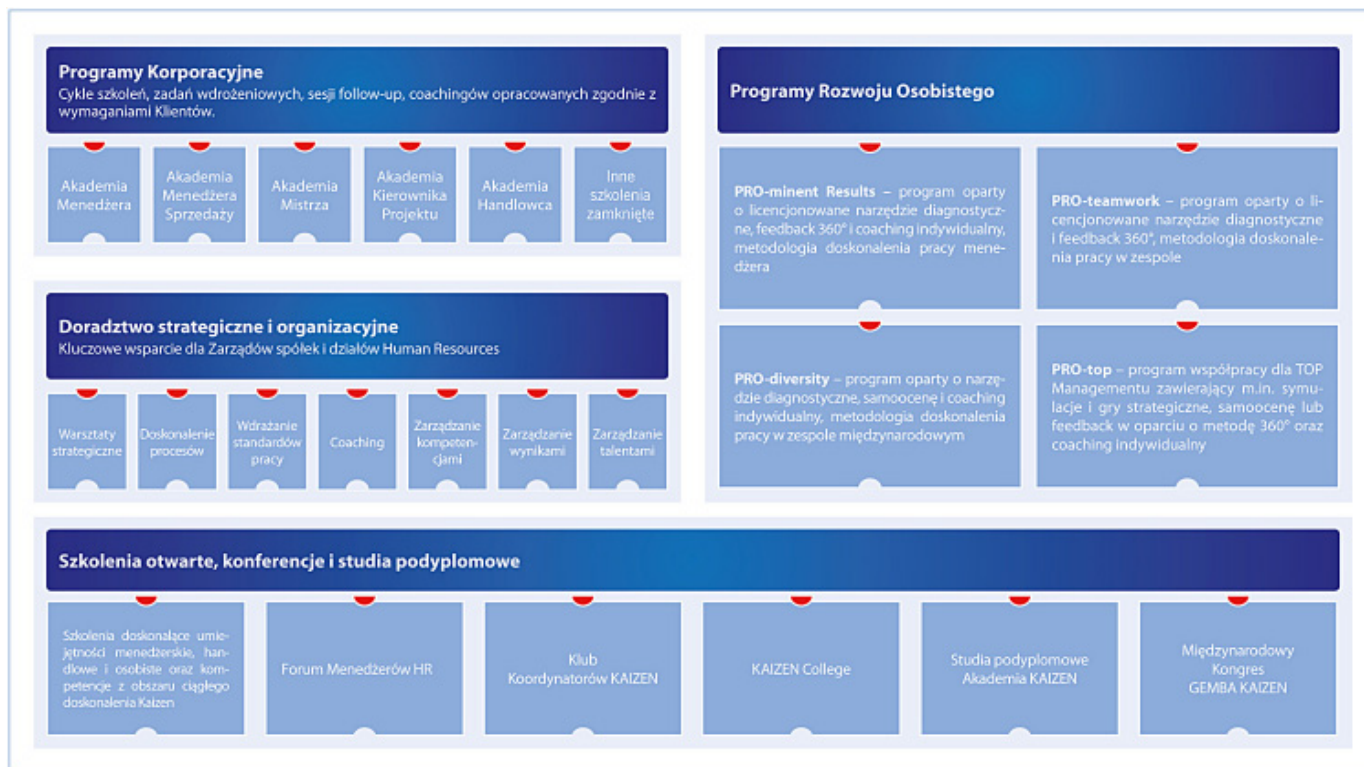 Programy Korporacyjne
Cykle szkoleń, zadań wdrożeniowych, sesji follow-up, coachingów opracowanych zgodnie z
wymaganiami Klientów.
Akademia
Menedżera
Akademia
Menedżera
Sprzedaży
Akademia
Mistrza
Akademia
Kierownika
Projektu
Akademia
Handlowca
Inne
szkolenia
zamknięte
Doradztwo strategiczne i organizacyjne
Kluczowe wsparcie dla Zarządów spółek i działów Human Resources
Warsztaty
strategiczne
Doskonalenie
procesów
Wdrażanie
standardów
pracy
Coaching
Zarządzanie
kompeten-
cjami
Zarządzanie
wynikami
Zarządzanie
talentami
Programy Rozwoju Osobistego
PRO-minent Results – program oparty
o licencjonowane narzędzie diagnostycz-
ne, feedback 360° i coaching indywidualny,
metodologia doskonalenia pracy mene-
dżera
PRO-teamwork – program oparty o li-
cencjonowane narzędzie diagnostyczne
i feedback 360°, metodologia doskonale-
nia pracy w zespole
PRO-diversity – program oparty o narzę-
dzie diagnostyczne, samoocenę i coaching
indywidualny, metodologia doskonalenia
pracy w zespole międzynarodowym
PRO-top – program współpracy dla TOP
Managementu zawierający m.in. symu-
lacje i gry strategiczne, samoocenę lub
feedback w oparciu o metodę 360° oraz
coaching indywidualny
Szkolenia otwarte, konferencje i studia podyplomowe
Szkolenia doskonalące umie-
jętności menedżerskie, han-
dlowe i osobiste oraz kom-
petencje z obszaru ciągłego
doskonalenia Kaizen
Forum Menedżerów HR
Klub
Koordynatorów KAIZEN
KAIZEN College
Studia podyplomowe
Akademia KAIZEN
Międzynarodowy
Kongres
GEMBA KAIZEN